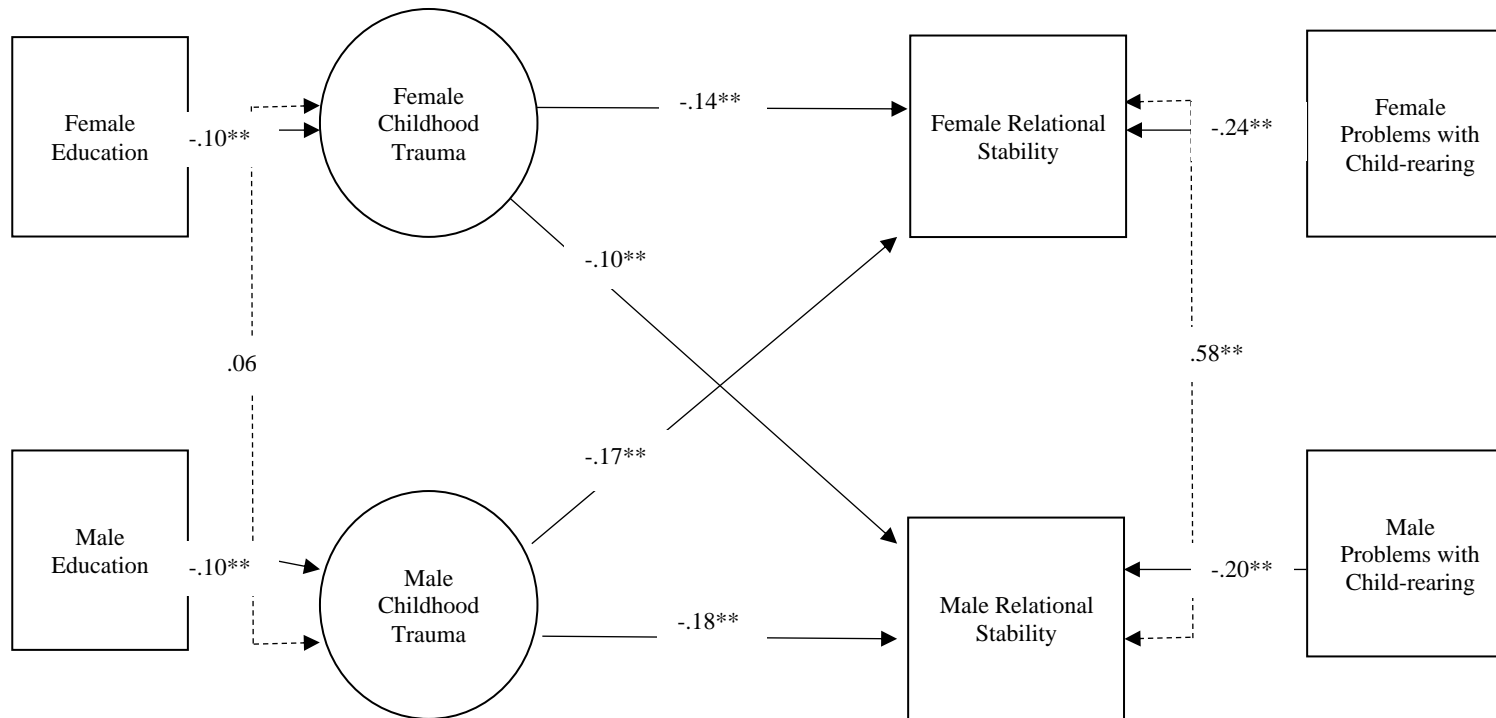 Female
Education
-.10**
Female
Childhood
Trauma
-.14**
Female Relational
Stability
-.24**
Female
Problems with
Child-rearing
-.10**
.06
.58**
-.17**
Male
Education
-.10**
Male
Childhood
Trauma
-.18**
Male Relational
Stability
-.20**
Male
Problems with
Child-rearing